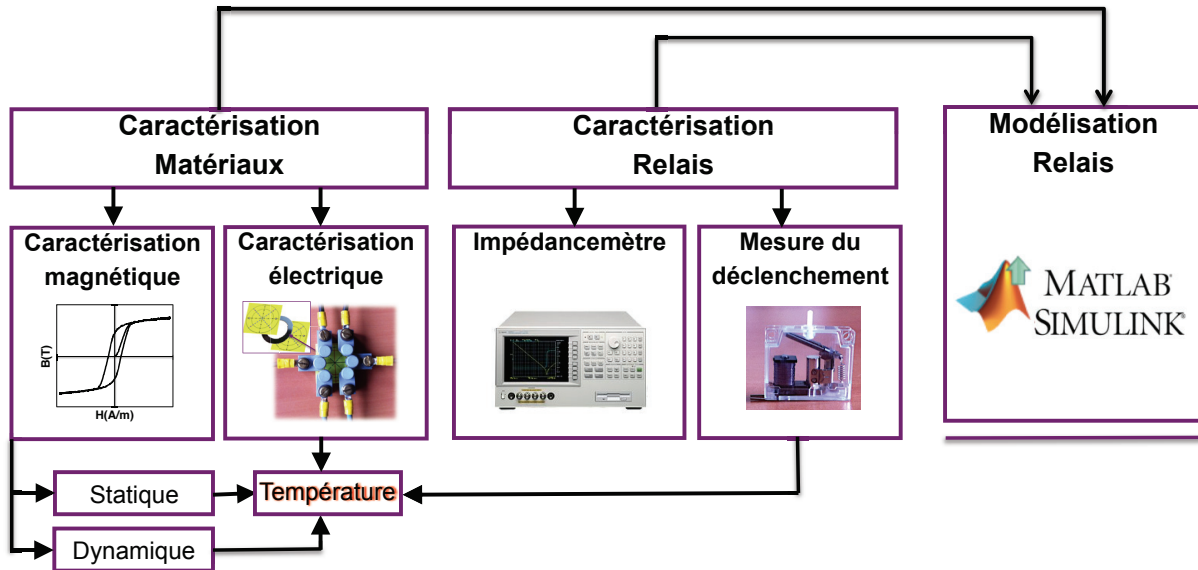 Caractérisation
Matériaux
Caractérisation
Relais
Modélisation
Relais
Caractérisation
magnétique
B(T)
H(A/m)
Caractérisation
électrique
Impédancemètre
Mesure du
déclenchement
MATLAB®
SIMULINK®
Statique
Température
Dynamique